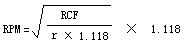 RPM=√(RCF / (r × 1.118)) × 1.118